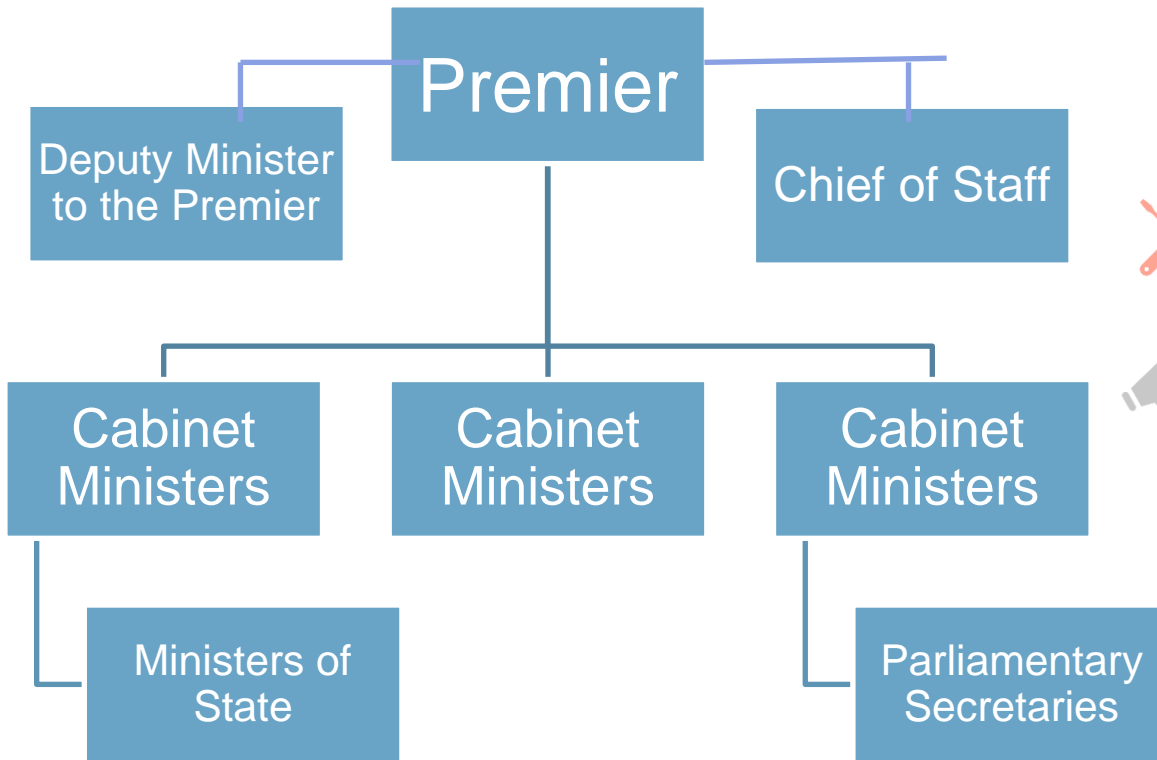 Premier
Deputy Minister
to the Premier
Chief of Staff
Cabinet
Ministers
Cabinet
Ministers
Cabinet
Ministers
Ministers of
State
Parliamentary
Secretaries